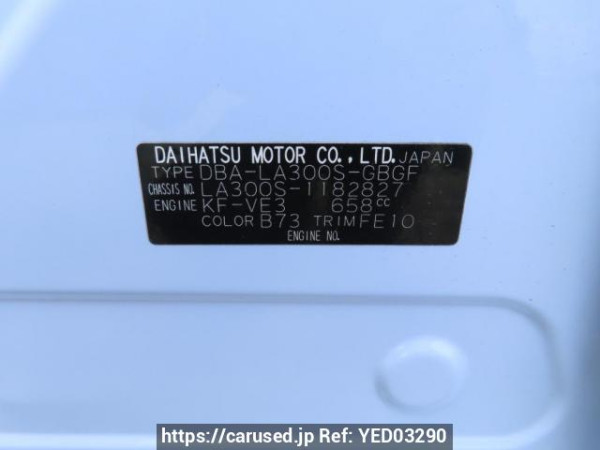 DAIHATSU MOTOR CO., LTD. JAPAN
TYPE DBA-LA300S-GBGF
CHASSIS NO. LA300S-1182827
ENGINE KF-VE3 658cc
COLOR B73 TRIM FE10
ENGINE NO.
https://carused.jp Ref: YED03290